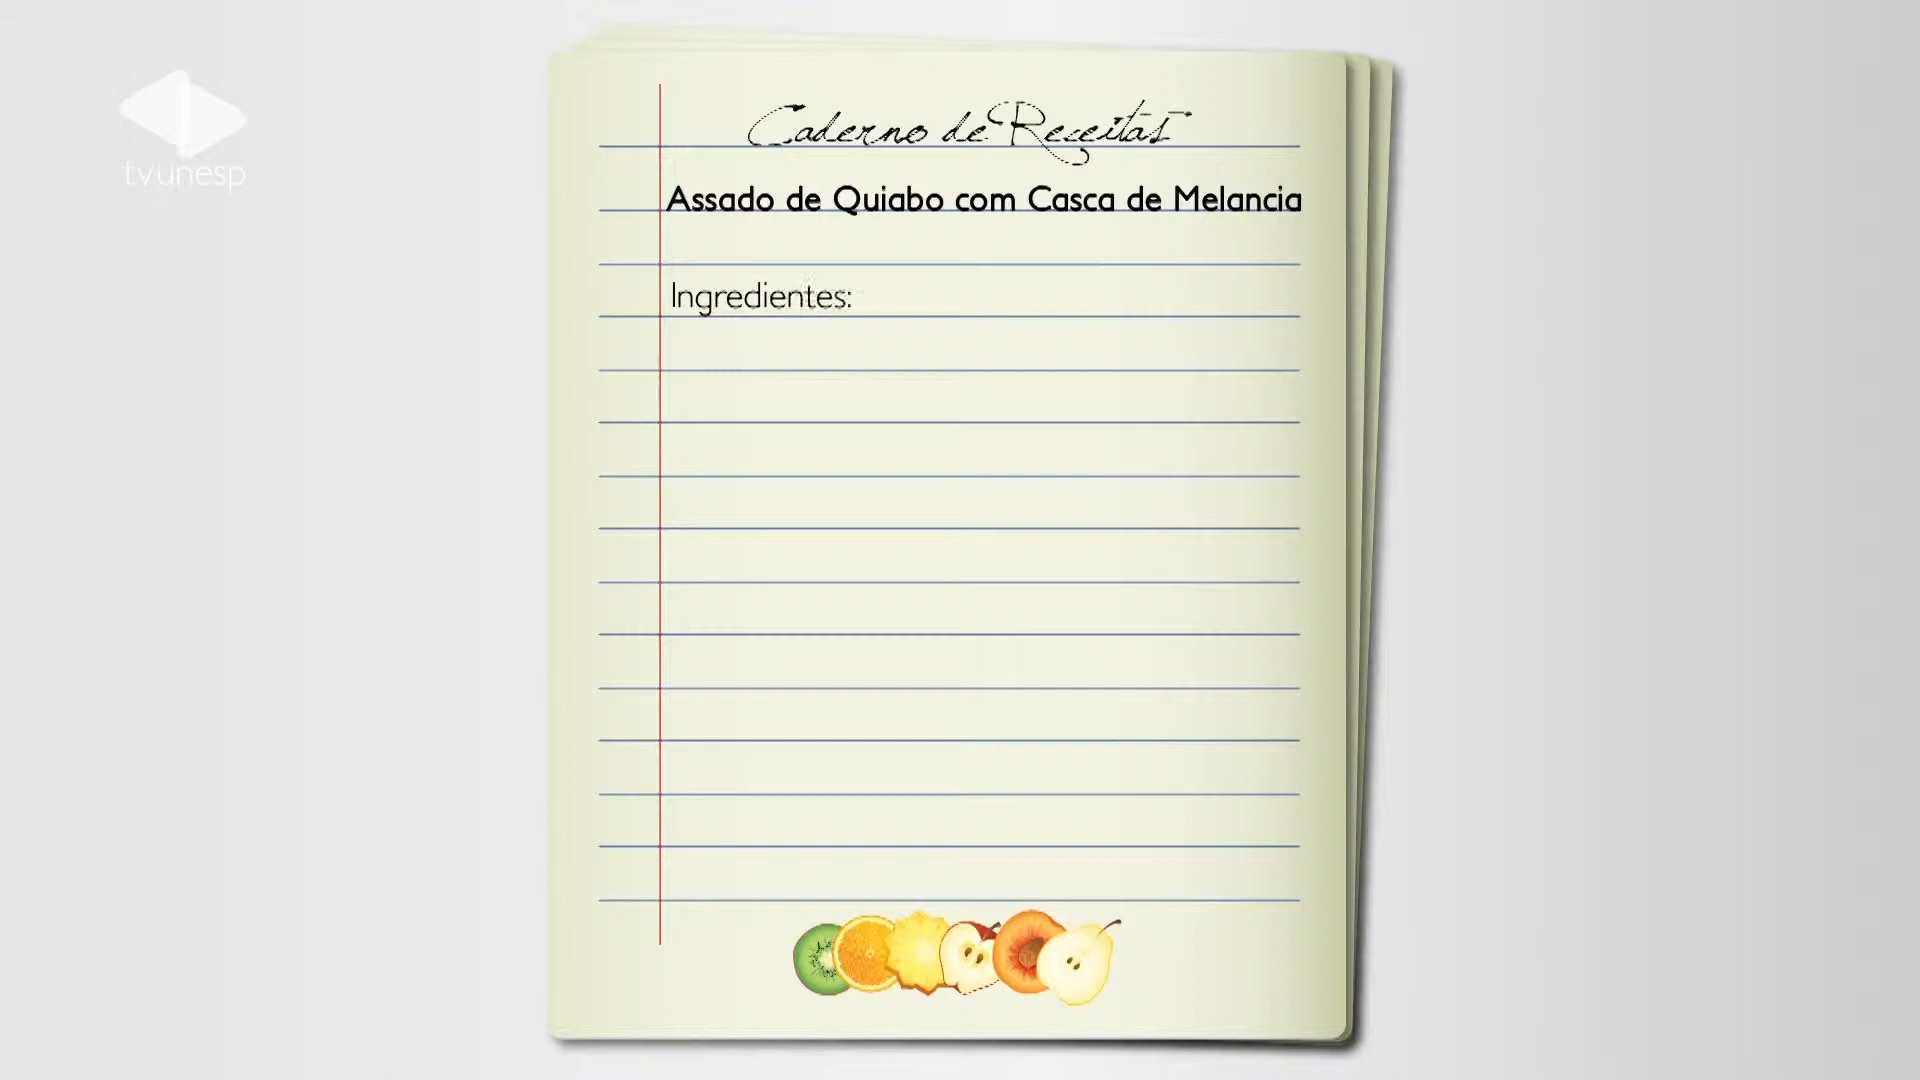 tvunesp
Caderno de Receitas
Assado de Quiabo com Casca de Melancia
Ingredientes: